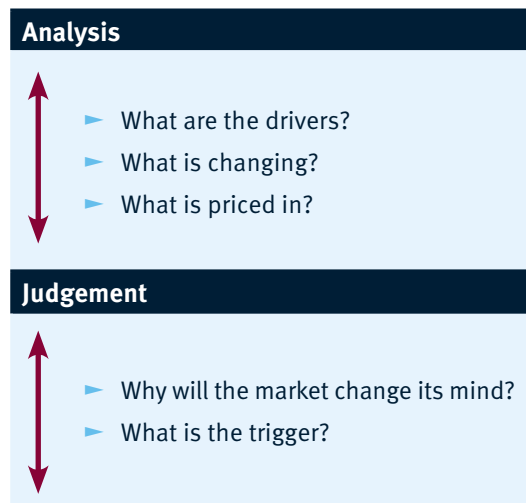 Analysis
What are the drivers?
What is changing?
What is priced in?
Judgement
Why will the market change its mind?
What is the trigger?